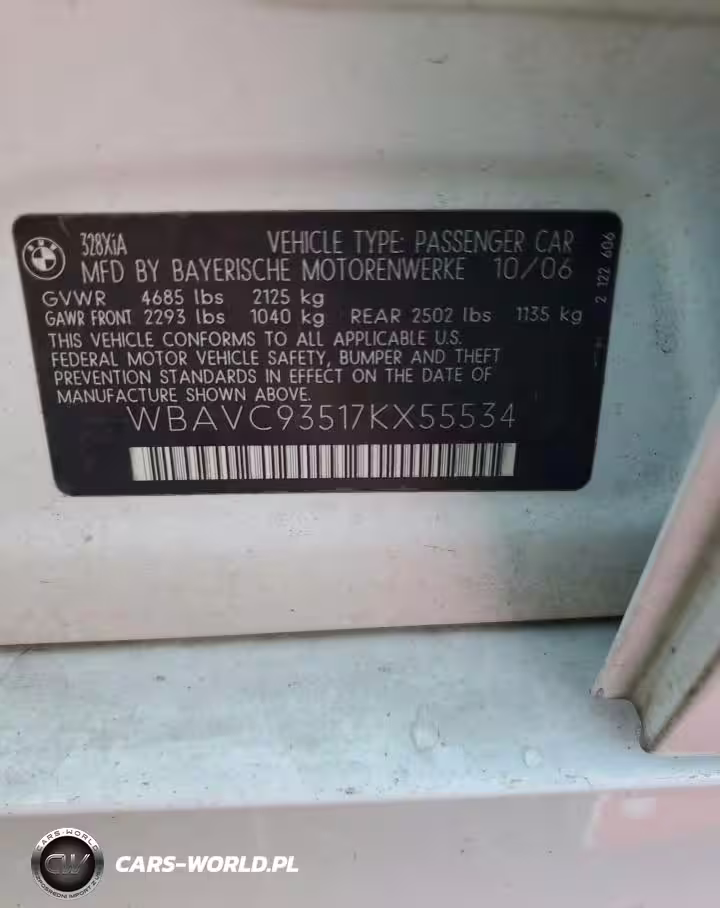 328XiA VEHICLE TYPE: PASSENGER CAR
MFD BY BAYERISCHE MOTORENWERKE 10/06
GVWR 4685 lbs 2125 kg
GAWR FRONT 2293 lbs 1040 kg REAR 2502 lbs 1135 kg
THIS VEHICLE CONFORMS TO ALL APPLICABLE U.S.
FEDERAL MOTOR VEHICLE SAFETY, BUMPER AND THEFT
PREVENTION STANDARDS IN EFFECT ON THE DATE OF
MANUFACTURE SHOWN ABOVE.
WBAVC93517KX55534
2 122 606
CARS-WORLD
CW
CARS-WORLD.PL